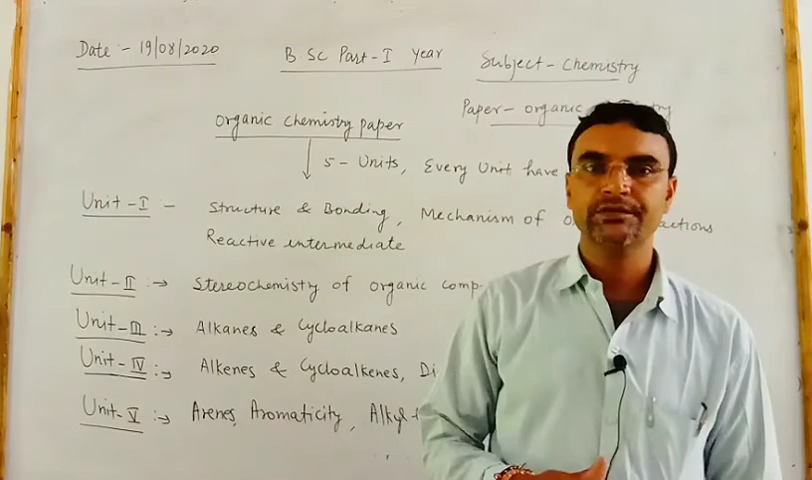 Date :- 19/08/2020
B Sc Part-I Year
Subject - Chemistry
Paper- organic
organic chemistry paper
5 - Units, Every Unit have
Unit-I - Structure & Bonding, Mechanism of
Reactive intermediate
Unit-II :→ Stereochemisty of organic comp
Unit-III :→ Alkanes & Cycloalkanes
Unit-IV :→ Alkenes & Cycloalkenes,
Unit-V :→ Arenes, Aromaticity,